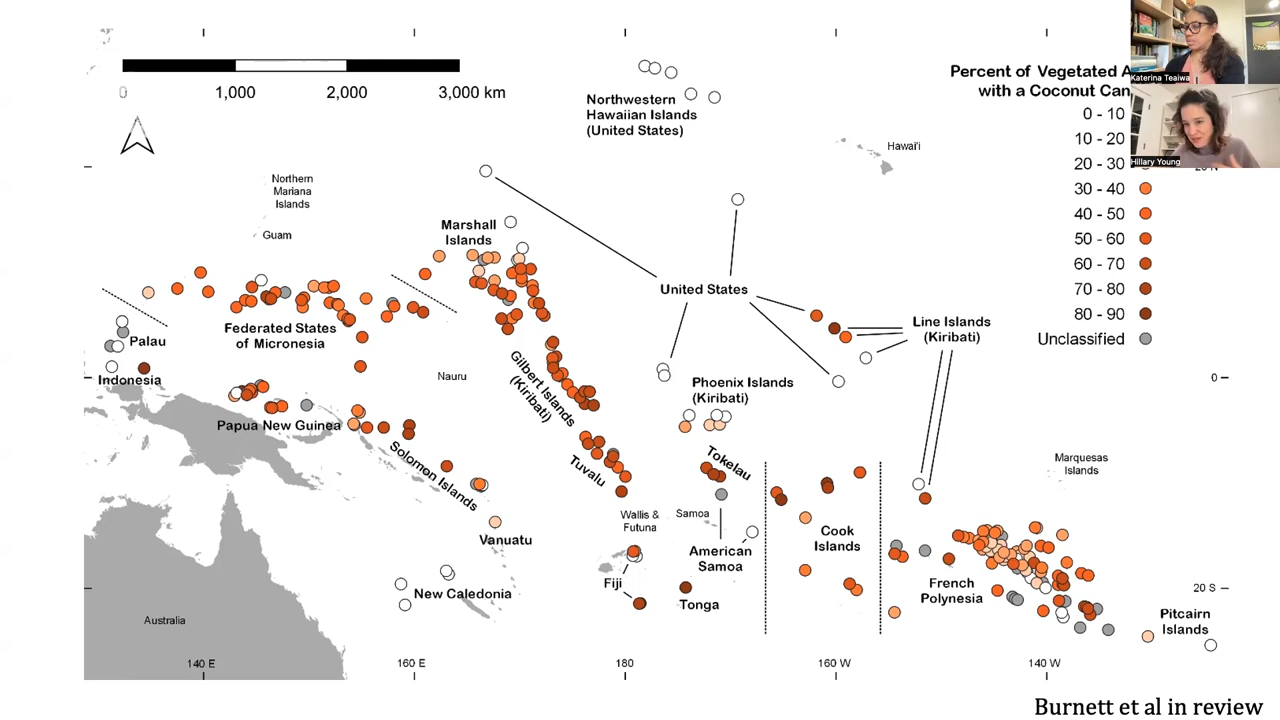 0
1,000
2,000
3,000 km
Northwestern
Hawaiian Islands
(United States)
Hawai'i
Percent of Vegetated A
with a Coconut Can
0 - 10
10 - 20
20 - 30
30 - 40
40 - 50
50 - 60
60 - 70
70 - 80
80 - 90
Unclassified
Katerina Teaiwa
Hillary Young
Northern
Mariana
Islands
Guam
Marshall
Islands
United States
Line Islands
(Kiribati)
Federated States
of Micronesia
Palau
Indonesia
Nauru
Gilbert Islands
(Kiribati)
Phoenix Islands
(Kiribati)
0
Papua New Guinea
Solomon Islands
Tuvalu
Tokelau
Marquesas
Islands
Wallis &
Futuna
Samoa
Vanuatu
American
Samoa
Cook
Islands
Fiji
New Caledonia
Tonga
French
Polynesia
20 S
Pitcairn
Islands
Australia
140 E
160 E
180
160 W
140 W
Burnett et al in review